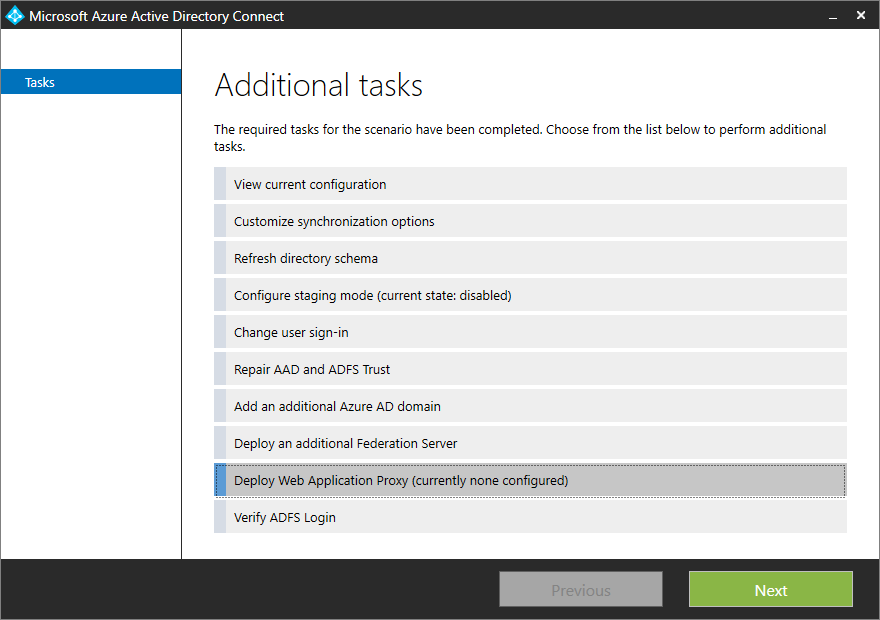 Microsoft Azure Active Directory Connect
Tasks
Additional tasks
The required tasks for the scenario have been completed. Choose from the list below to perform additional
tasks.
View current configuration
Customize synchronization options
Refresh directory schema
Configure staging mode (current state: disabled)
Change user sign-in
Repair AAD and ADFS Trust
Add an additional Azure AD domain
Deploy an additional Federation Server
Deploy Web Application Proxy (currently none configured)
Verify ADFS Login
Previous
Next